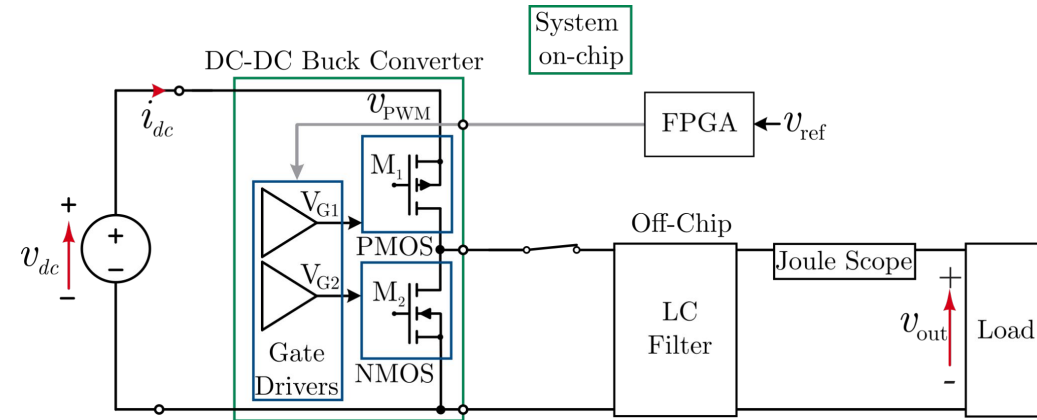 System
on-chip
DC-DC Buck Converter
i_dc
v_PWM
FPGA
v_ref
M_1
V_G1
PMOS
Off-Chip
+
v_dc
−
+
−
V_G2
M_2
Gate
Drivers
NMOS
LC
Filter
Joule Scope
+
v_out
-
Load